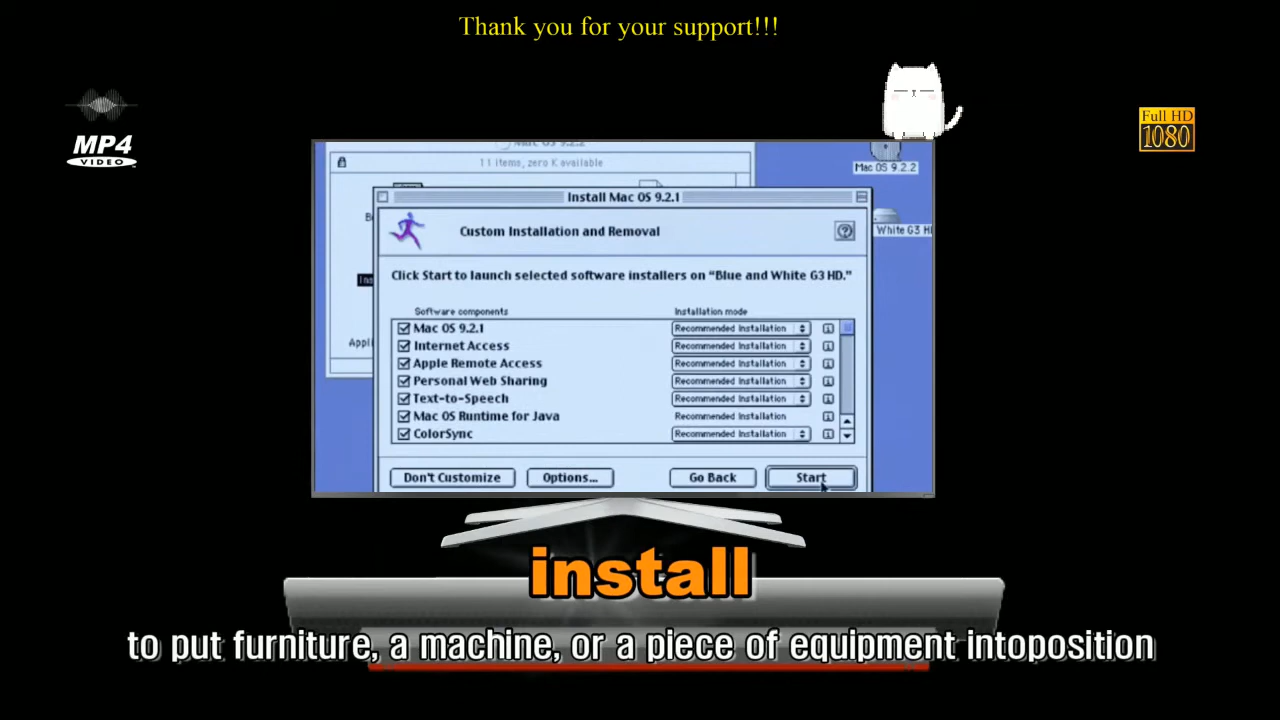 Thank you for your support!!!
MP4
VIDEO
Full HD
1080
Mac OS 9.2.2
11 items, zero K available
Mac OS 9.2.2
White G3 H
Install Mac OS 9.2.1
Custom Installation and Removal
Click Start to launch selected software installers on “Blue and White G3 HD.”
Software components Installation mode
Mac OS 9.2.1 Recommended Installation
Internet Access Recommended Installation
Apple Remote Access Recommended Installation
Personal Web Sharing Recommended Installation
Text-to-Speech Recommended Installation
Mac OS Runtime for Java Recommended Installation
ColorSync Recommended Installation
Don't Customize Options... Go Back Start
install
to put furniture, a machine, or a piece of equipment intoposition